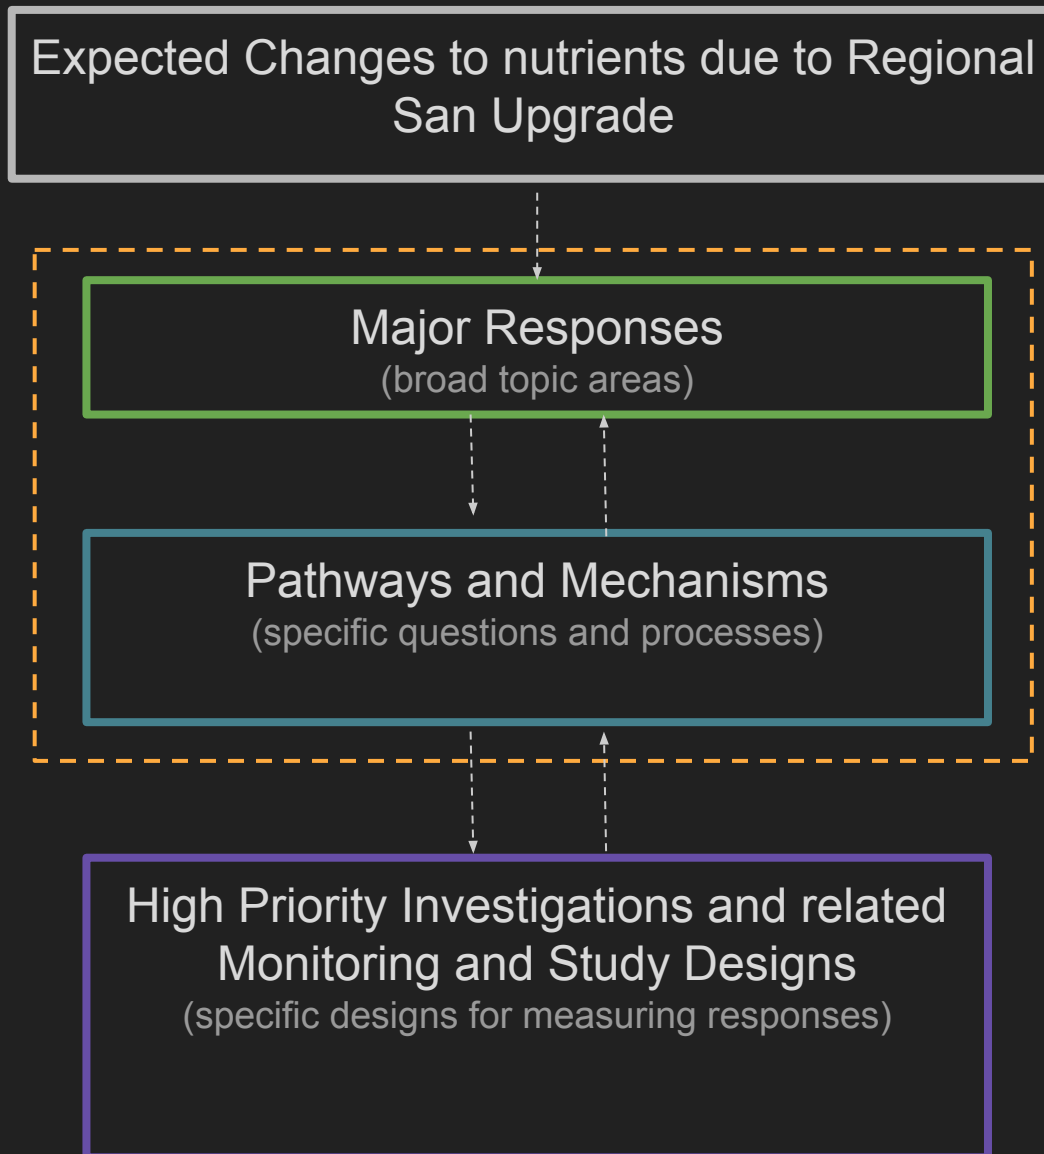 Expected Changes to nutrients due to Regional
San Upgrade
Major Responses
(broad topic areas)
Pathways and Mechanisms
(specific questions and processes)
High Priority Investigations and related
Monitoring and Study Designs
(specific designs for measuring responses)